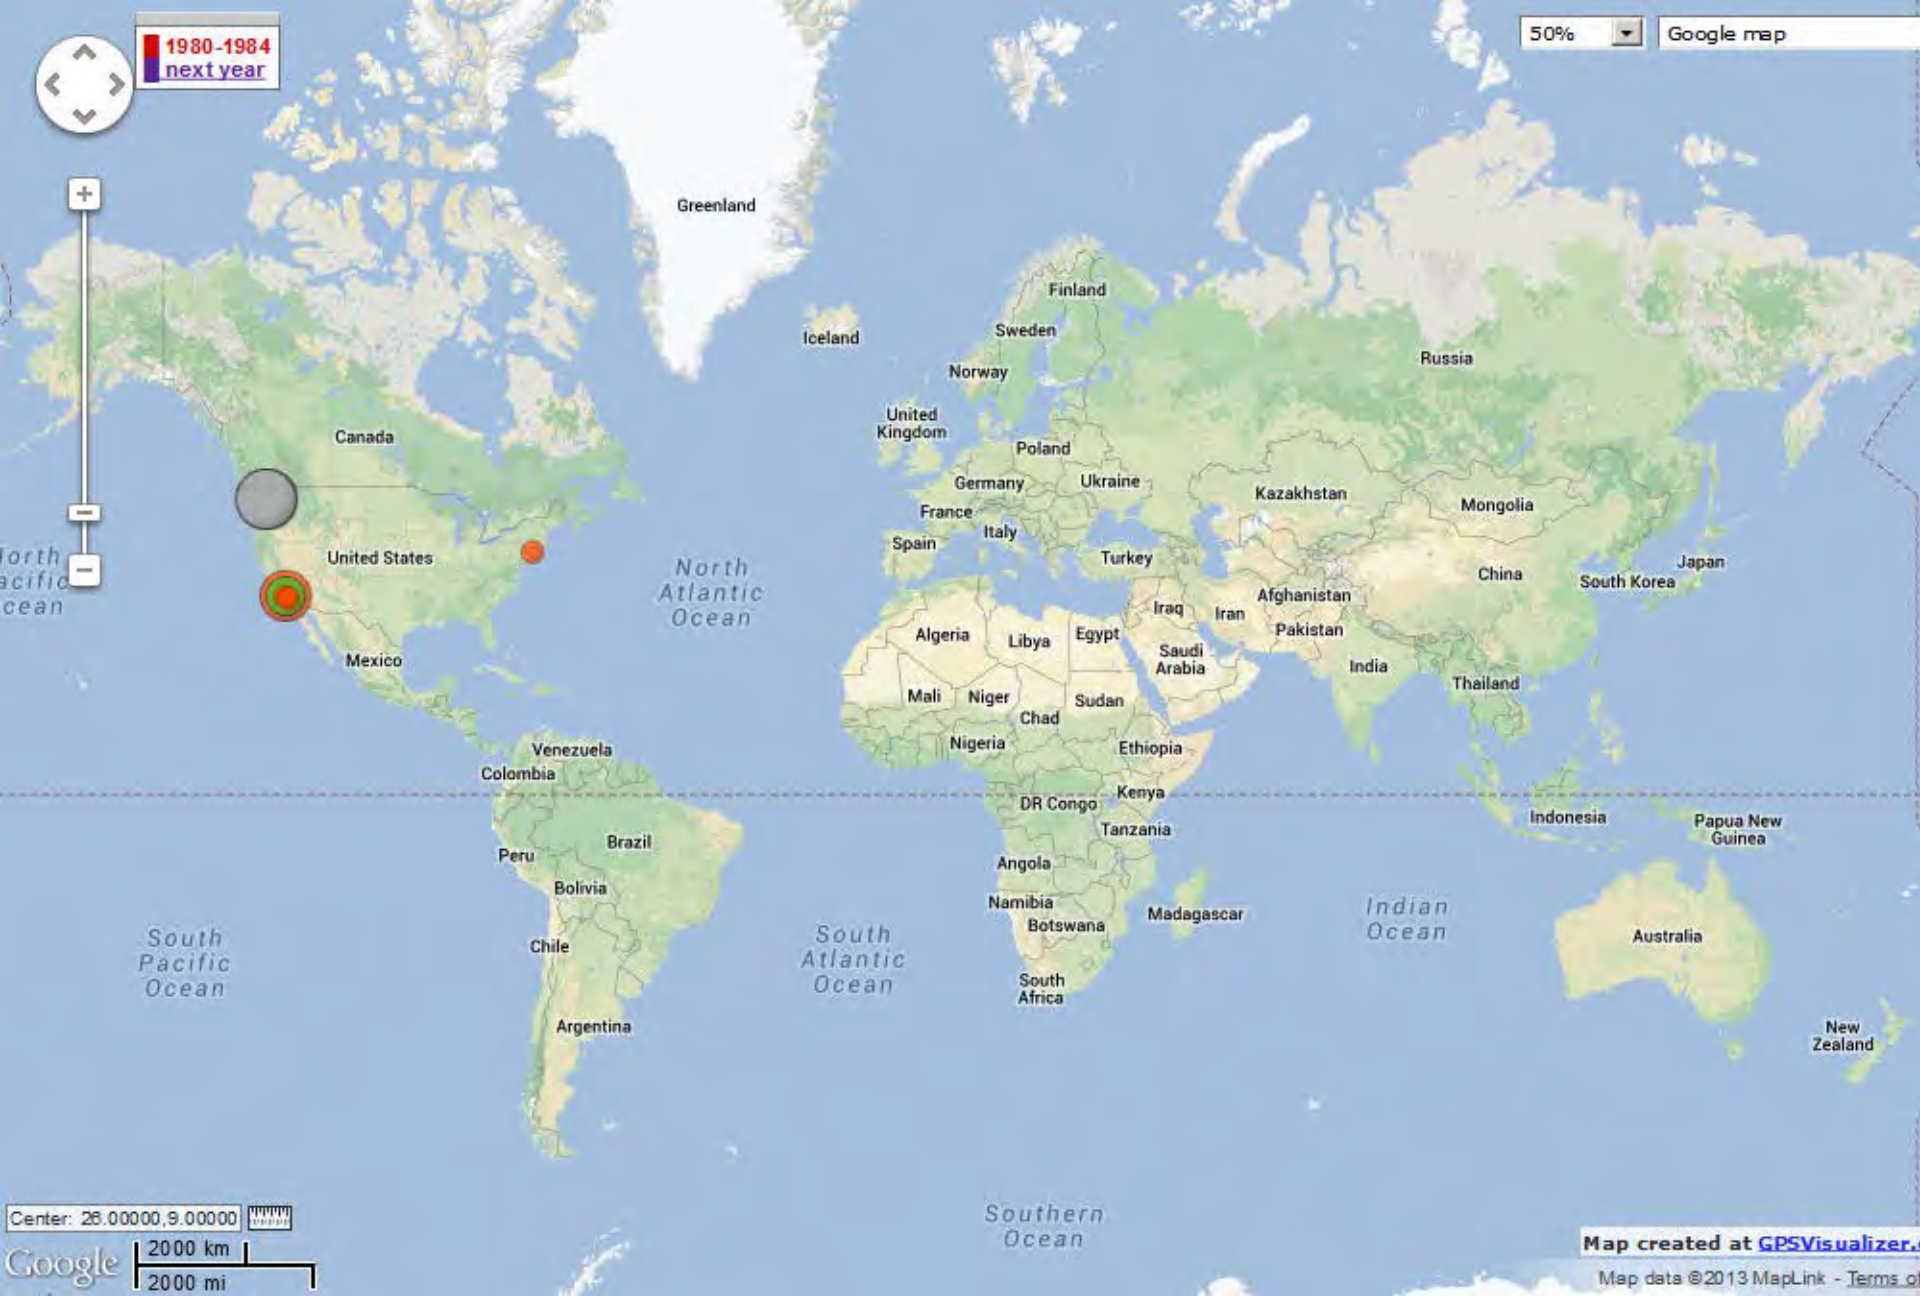 1980-1984
next year
50%
Google map
Greenland
Finland
Iceland
Sweden
Russia
Norway
United
Kingdom
Canada
Poland
Germany
Ukraine
Kazakhstan
Mongolia
France
Italy
Spain
United States
Turkey
Japan
China
South Korea
North
Atlantic
Ocean
Afghanistan
Iraq
Iran
Pakistan
Algeria
Libya
Egypt
Saudi
Arabia
Mexico
India
Thailand
Mali
Niger
Sudan
Chad
Nigeria
Ethiopia
Venezuela
Colombia
Kenya
DR Congo
Indonesia
Papua New
Guinea
Tanzania
Brazil
Peru
Angola
Bolivia
Namibia
Botswana
Madagascar
Indian
Ocean
South
Pacific
Ocean
Chile
South
Atlantic
Ocean
Australia
South
Africa
Argentina
New
Zealand
Southern
Ocean
Center: 26.00000,9.00000
Google
2000 km
2000 mi
Map created at GPSVisualizer.
Map data ©2013 MapLink - Terms